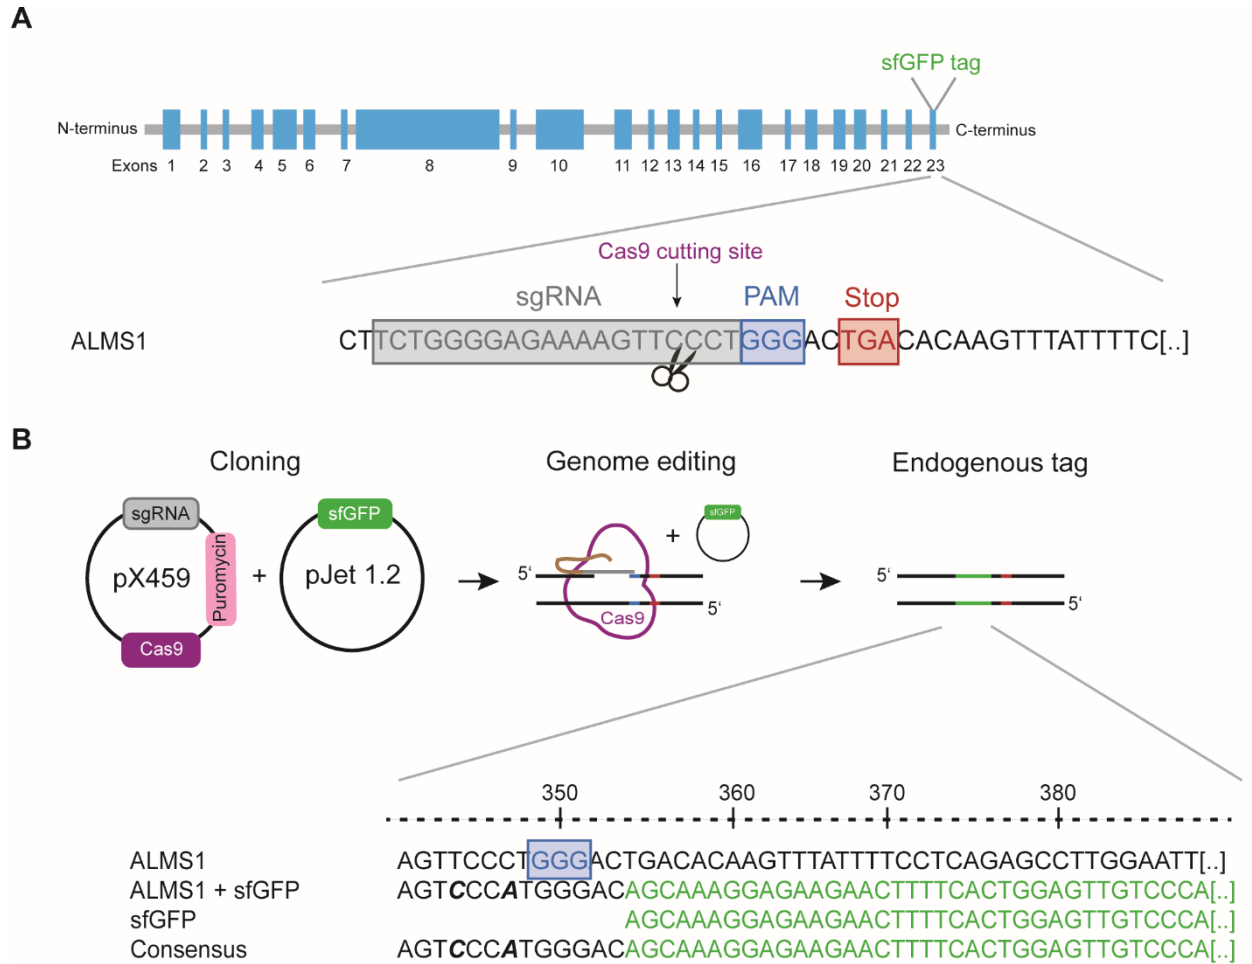 A
sfGFP tag
N-terminus
C-terminus
Exons 1 2 3 4 5 6 7 8 9 10 11 12 13 14 15 16 17 18 19 20 21 22 23
Cas9 cutting site
sgRNA PAM Stop
ALMS1 CTTCTGGGGAGAAAAGTTCCCTGGGACTGACACAAGTTTATTTTC[..]
B
Cloning Genome editing Endogenous tag
sgRNA
pX459
Puromycin
Cas9
+
sfGFP
pJet 1.2
5‘
+
sfGFP
Cas9
5‘
5‘
5‘
350 360 370 380
ALMS1 AGTTCCCTGGGACTGACACAAGTTTATTTTCCTCAGAGCCTTGGAATT[..]
ALMS1 + sfGFP AGTCCCATGGGACAGCAAAGGAGAAGAACTTTTCACTGGAGTTGTCCCA[..]
sfGFP AGCAAAGGAGAAGAACTTTTCACTGGAGTTGTCCCA[..]
Consensus AGTCCCATGGGACAGCAAAGGAGAAGAACTTTTCACTGGAGTTGTCCCA[..]